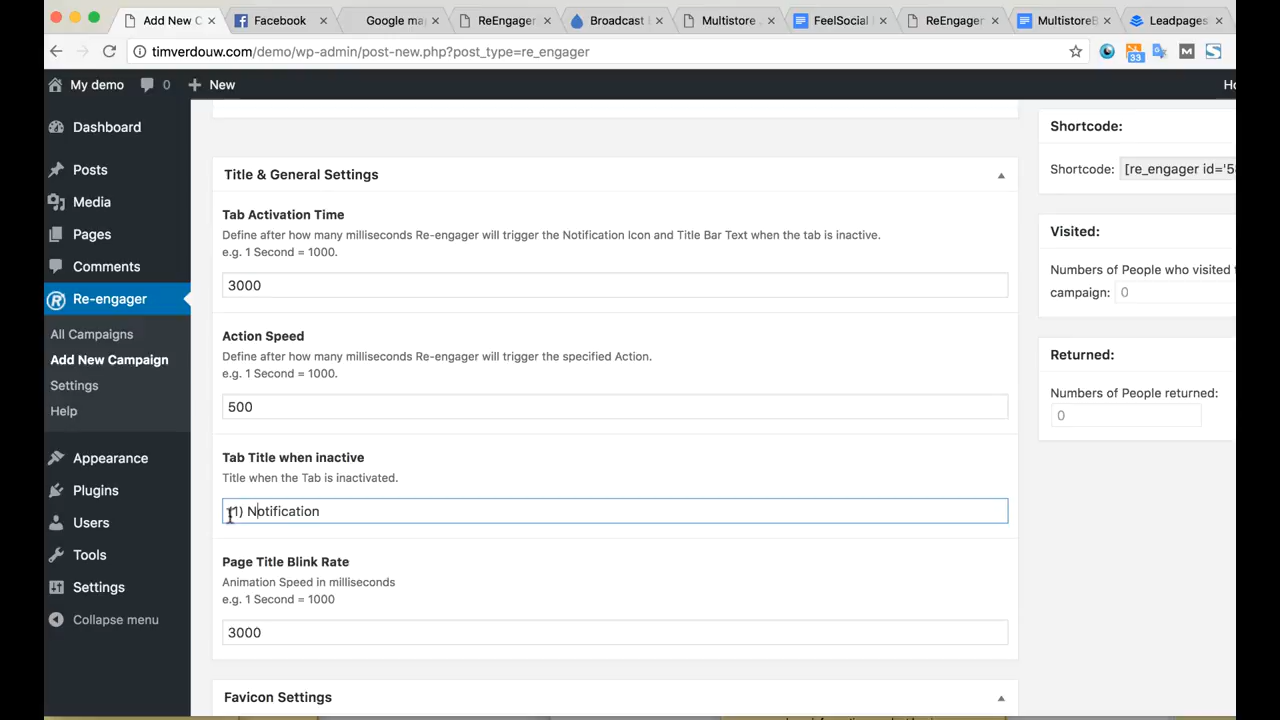 Add New C
Facebook
Google ma
ReEngager
Broadcast
Multistore
FeelSocial
ReEngager
MultistoreB
Leadpages
timverdouw.com/demo/wp-admin/post-new.php?post_type=re_engager
33
M
My demo
0
New
Ho
Dashboard
Posts
Media
Pages
Comments
Re-engager
All Campaigns
Add New Campaign
Settings
Help
Appearance
Plugins
Users
Tools
Settings
Collapse menu
Title & General Settings
Tab Activation Time
Define after how many milliseconds Re-engager will trigger the Notification Icon and Title Bar Text when the tab is inactive.
e.g. 1 Second = 1000.
3000
Action Speed
Define after how many milliseconds Re-engager will trigger the specified Action.
e.g. 1 Second = 1000.
500
Tab Title when inactive
Title when the Tab is inactivated.
(1) Notification
Page Title Blink Rate
Animation Speed in milliseconds
e.g. 1 Second = 1000
3000
Favicon Settings
Shortcode:
Shortcode: [re_engager id='5
Visited:
Numbers of People who visited
campaign: 0
Returned:
Numbers of People returned:
0